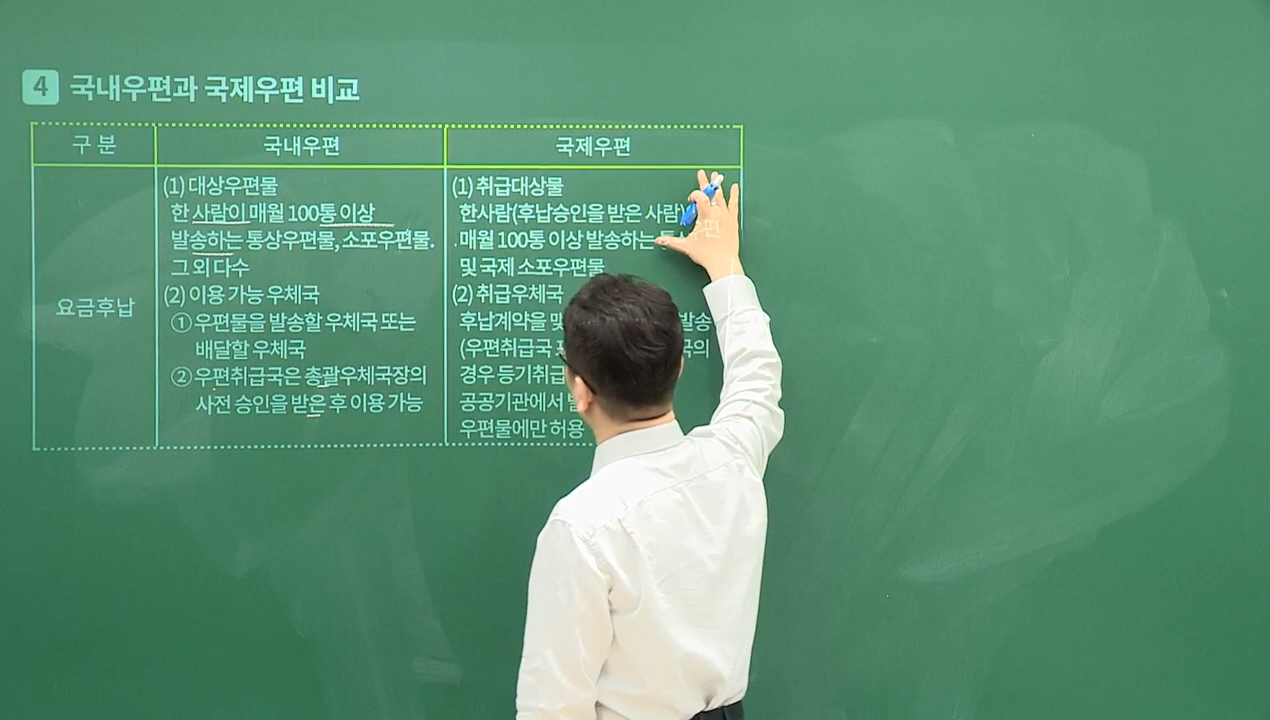 4 국내우편과 국제우편 비교
구 분 국내우편 국제우편
요금후납
(1) 대상우편물
한 사람이 매월 100통 이상
발송하는 통상우편물, 소포우편물.
그 외 다수
(2) 이용 가능 우체국
① 우편물을 발송할 우체국 또는
배달할 우체국
② 우편취급국은 총괄우체국장의
사전 승인을 받은 후 이용 가능
(1) 취급대상물
한사람(후납승인을 받은 사람)
매월 100통 이상 발송하는
및 국제 소포우편물
(2) 취급우체국
후납계약을 발송
(우편취급국
경우 등기취급
공공기관에서
우편물에만 허용